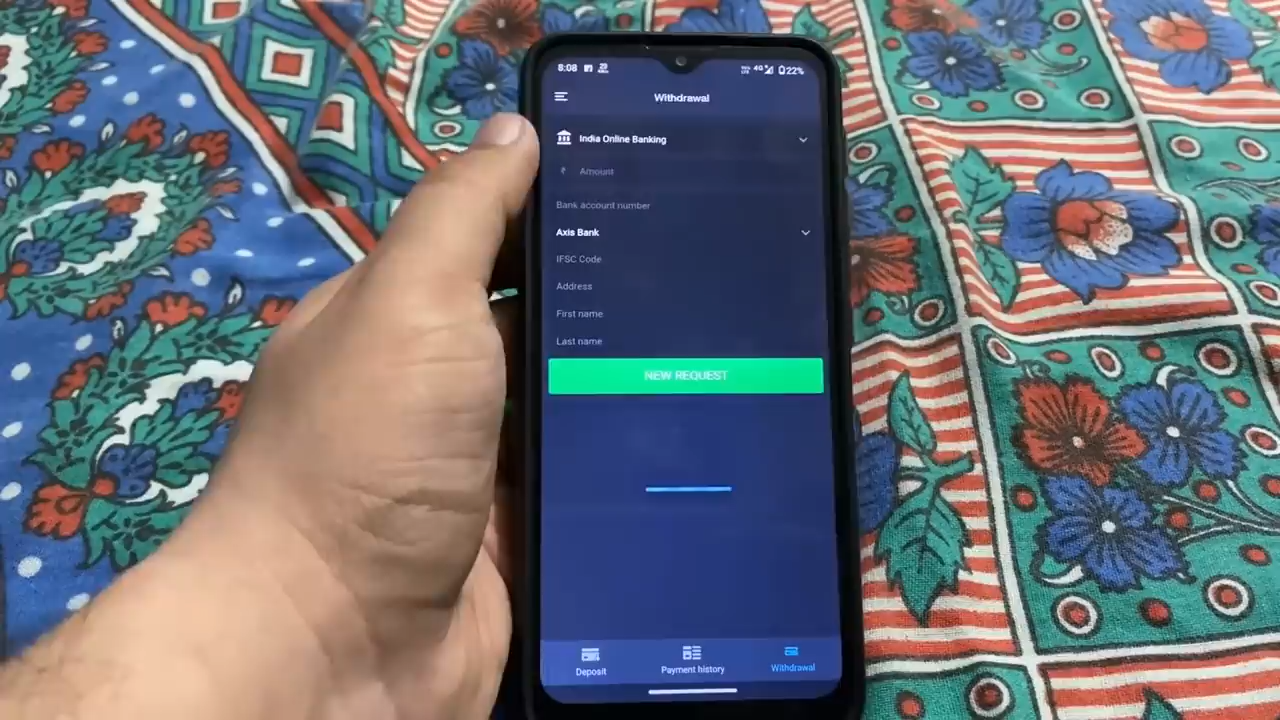 8:08
4G 22%
Withdrawal
India Online Banking
₹ Amount
Bank account number
Axis Bank
IFSC Code
Address
First name
Last name
NEW REQUEST
Deposit
Payment history
Withdrawal